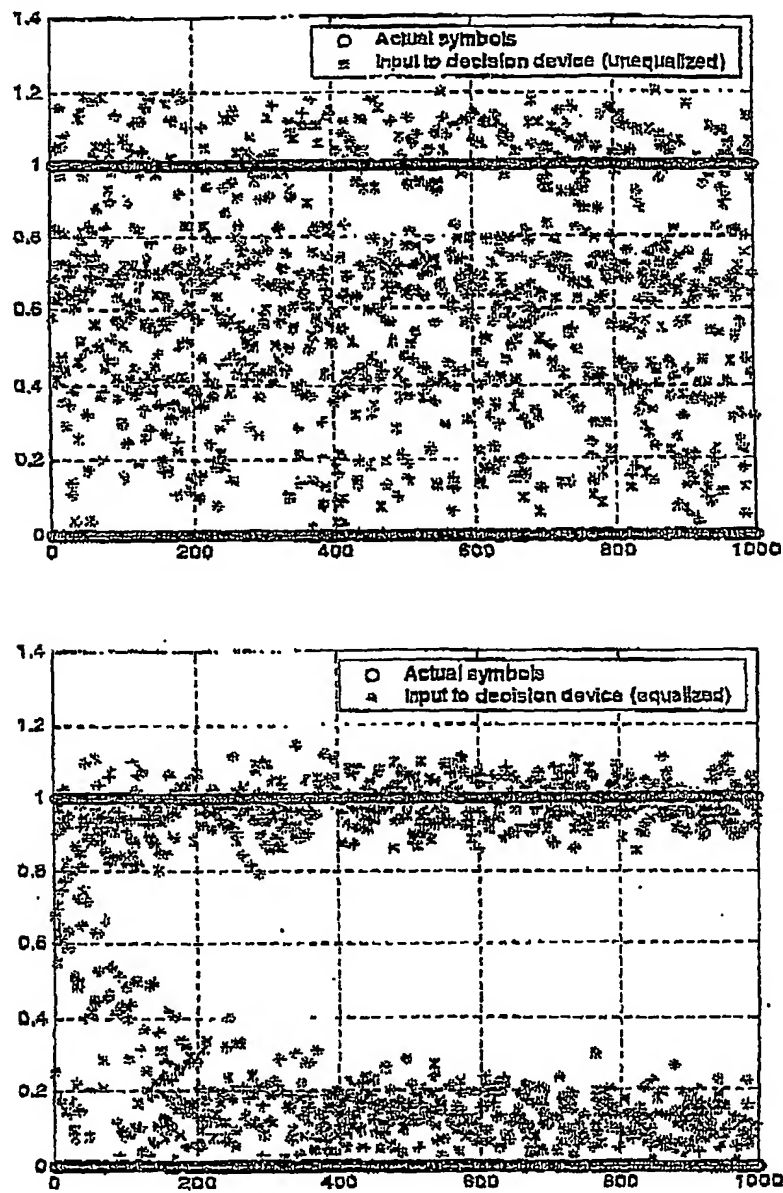 1.4
Actual symbols
Input to decision device (unequalized)
1.2
1
0.8
0.6
0.4
0.2
0
0 200 400 600 800 1000
1.4
Actual symbols
Input to decision device (equalized)
1.2
1
0.8
0.6
0.4
0.2
0
0 200 400 600 800 1000